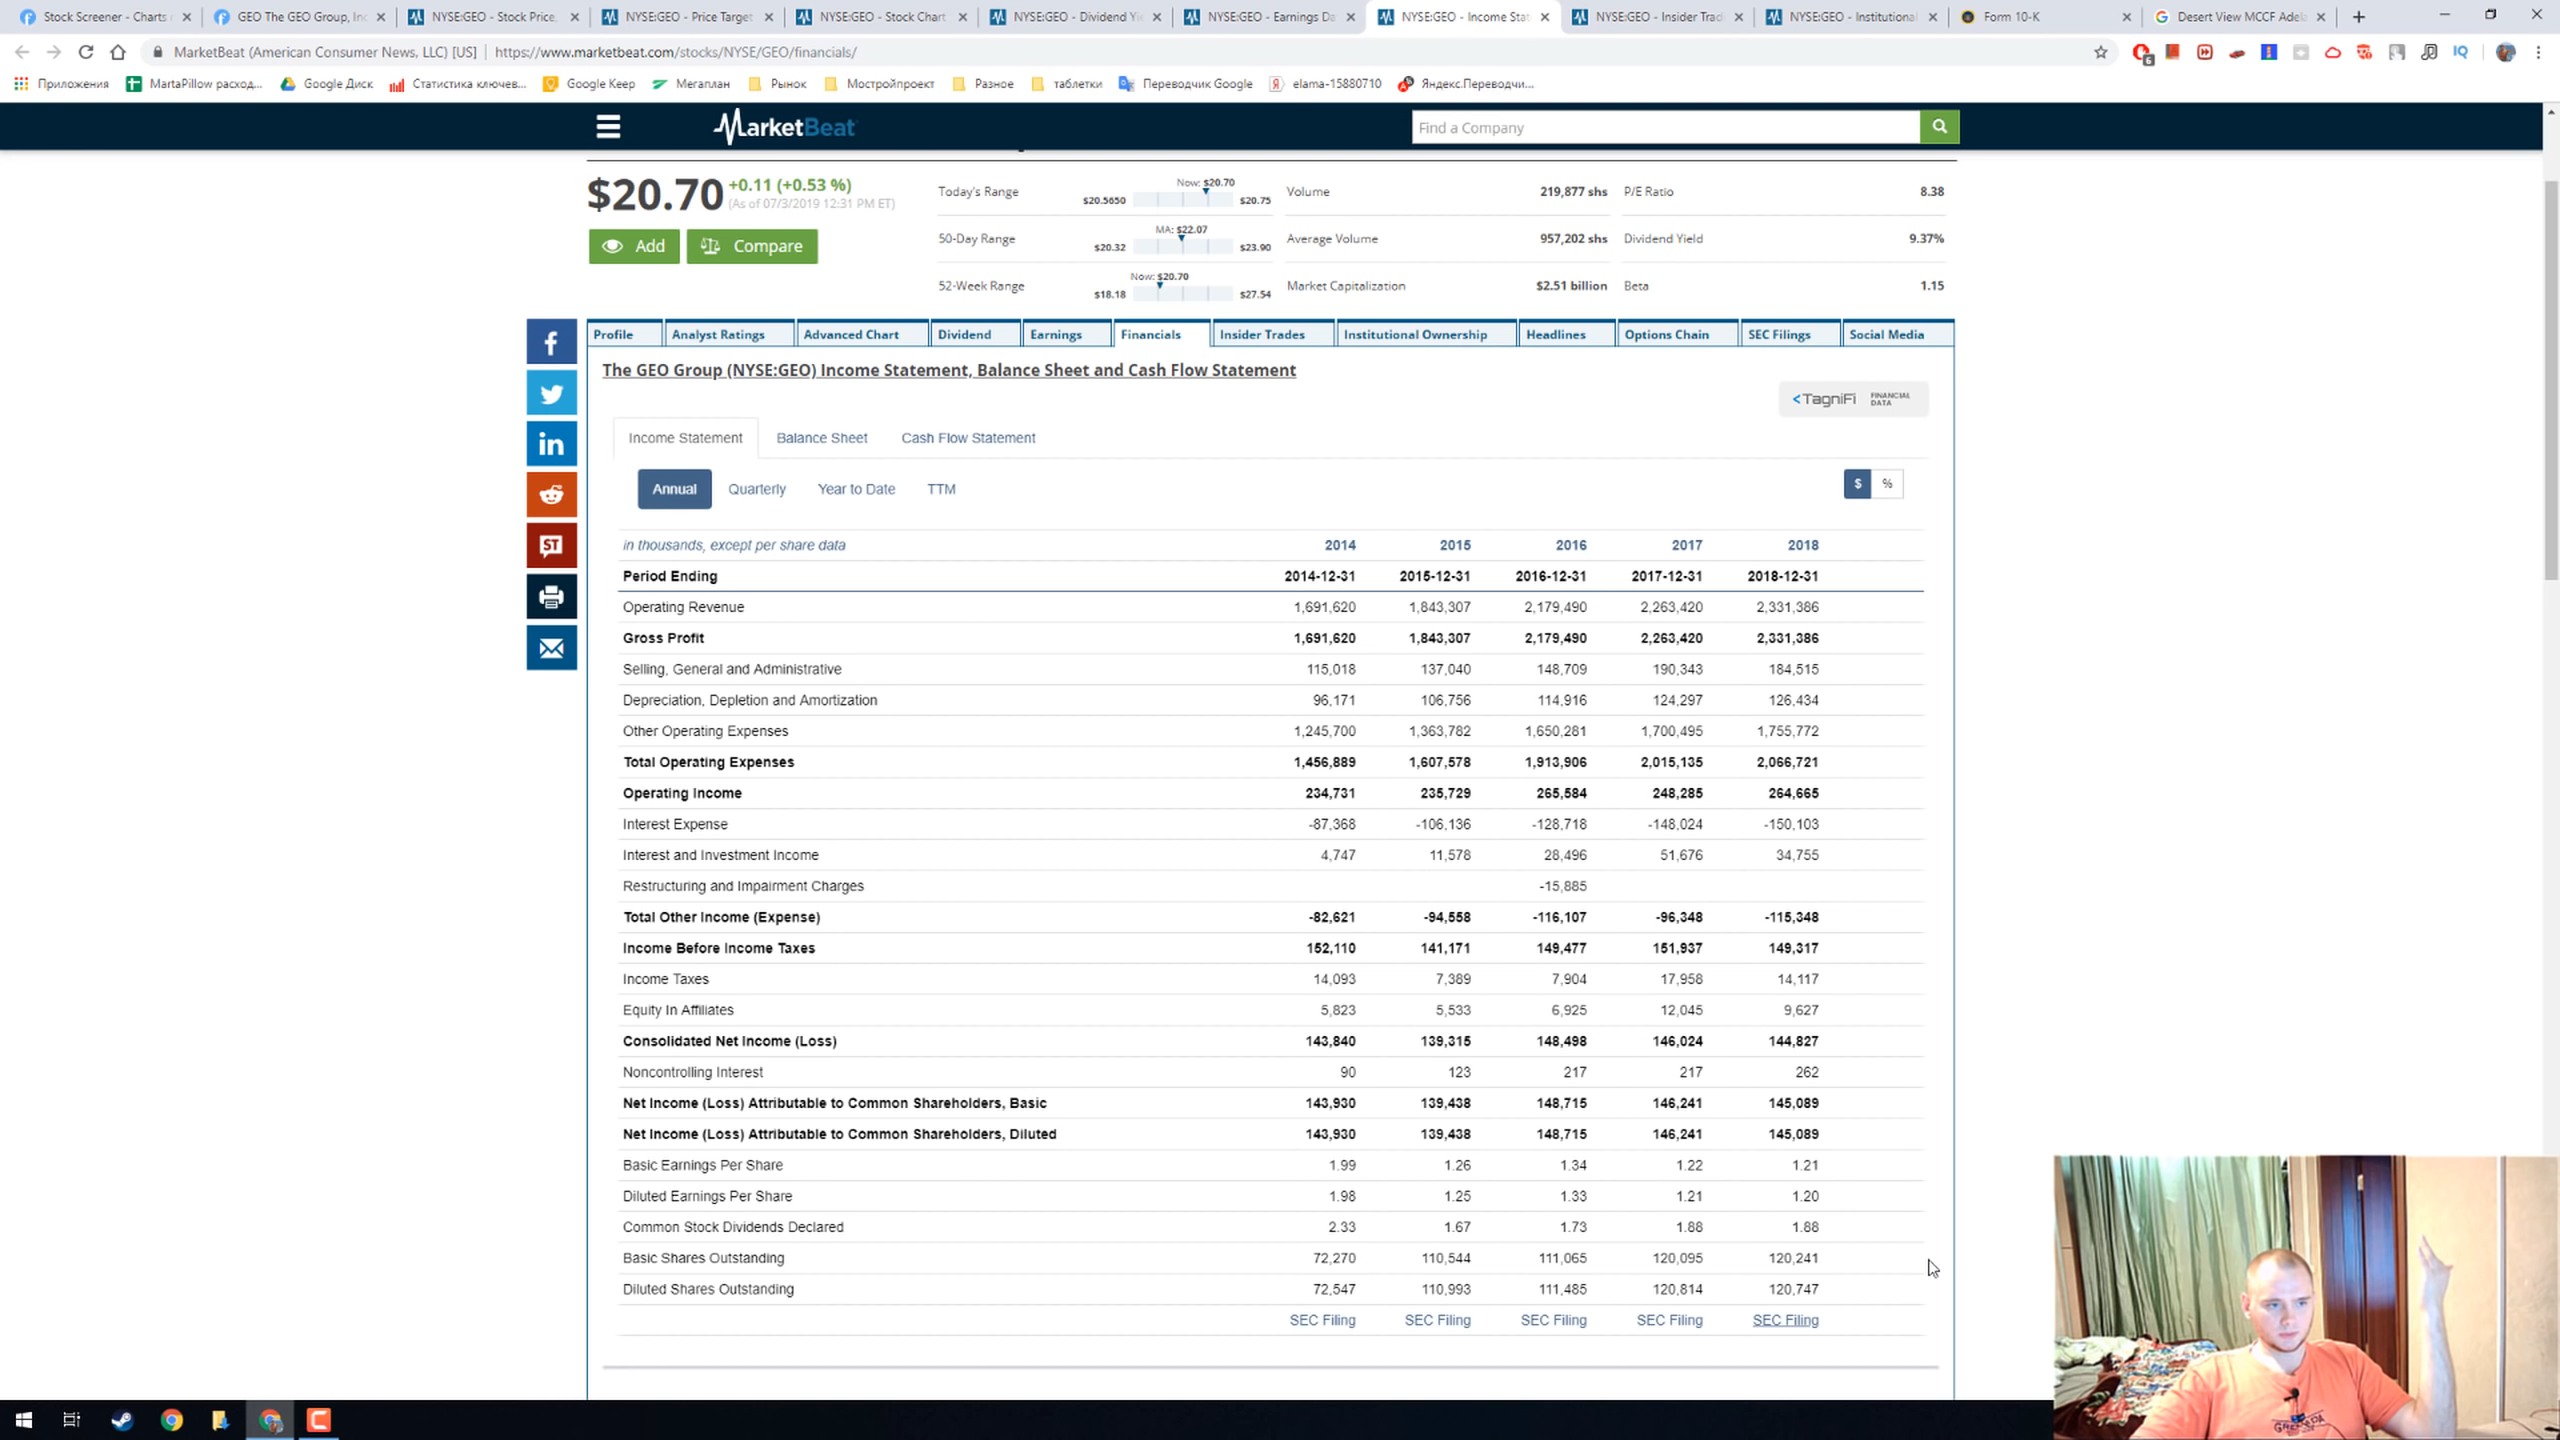 Stock Screener - Charts
GEO The GEO Group, Inc
NYSE:GEO - Stock Price,
NYSE:GEO - Price Target
NYSE:GEO - Stock Chart
NYSE:GEO - Dividend Yi
NYSE:GEO - Earnings Da
NYSE:GEO - Income Stat
NYSE:GEO - Insider Trad
NYSE:GEO - Institutional
Form 10-K
Desert View MCCF Adel
MarketBeat (American Consumer News, LLC) [US] | https://www.marketbeat.com/stocks/NYSE/GEO/financials/
6
IQ
Приложения
MartaPillow расход...
Google Диск
Статистика ключев...
Google Keep
Мегаплан
Рынок
Мостройпроект
Разное
таблетки
Переводчик Google
elama-15880710
Яндекс.Переводчи...
MarketBeat
Find a Company
$20.70 +0.11 (+0.53 %)
(As of 07/3/2019 12:31 PM ET)
Add
Compare
Today's Range
Now: $20.70
$20.5650
$20.75
50-Day Range
MA: $22.07
$20.32
$23.90
52-Week Range
Now: $20.70
$18.18
$27.54
Volume 219,877 shs
Average Volume 957,202 shs
Market Capitalization $2.51 billion
P/E Ratio 8.38
Dividend Yield 9.37%
Beta 1.15
Profile
Analyst Ratings
Advanced Chart
Dividend
Earnings
Financials
Insider Trades
Institutional Ownership
Headlines
Options Chain
SEC Filings
Social Media
The GEO Group (NYSE:GEO) Income Statement, Balance Sheet and Cash Flow Statement
<TagniFi FINANCIAL DATA
Income Statement
Balance Sheet
Cash Flow Statement
Annual
Quarterly
Year to Date
TTM
$ %
in thousands, except per share data 2014 2015 2016 2017 2018
Period Ending 2014-12-31 2015-12-31 2016-12-31 2017-12-31 2018-12-31
Operating Revenue 1,691,620 1,843,307 2,179,490 2,263,420 2,331,386
Gross Profit 1,691,620 1,843,307 2,179,490 2,263,420 2,331,386
Selling, General and Administrative 115,018 137,040 148,709 190,343 184,515
Depreciation, Depletion and Amortization 96,171 106,756 114,916 124,297 126,434
Other Operating Expenses 1,245,700 1,363,782 1,650,281 1,700,495 1,755,772
Total Operating Expenses 1,456,889 1,607,578 1,913,906 2,015,135 2,066,721
Operating Income 234,731 235,729 265,584 248,285 264,665
Interest Expense -87,368 -106,136 -128,718 -148,024 -150,103
Interest and Investment Income 4,747 11,578 28,496 51,676 34,755
Restructuring and Impairment Charges -15,885
Total Other Income (Expense) -82,621 -94,558 -116,107 -96,348 -115,348
Income Before Income Taxes 152,110 141,171 149,477 151,937 149,317
Income Taxes 14,093 7,389 7,904 17,958 14,117
Equity In Affiliates 5,823 5,533 6,925 12,045 9,627
Consolidated Net Income (Loss) 143,840 139,315 148,498 146,024 144,827
Noncontrolling Interest 90 123 217 217 262
Net Income (Loss) Attributable to Common Shareholders, Basic 143,930 139,438 148,715 146,241 145,089
Net Income (Loss) Attributable to Common Shareholders, Diluted 143,930 139,438 148,715 146,241 145,089
Basic Earnings Per Share 1.99 1.26 1.34 1.22 1.21
Diluted Earnings Per Share 1.98 1.25 1.33 1.21 1.20
Common Stock Dividends Declared 2.33 1.67 1.73 1.88 1.88
Basic Shares Outstanding 72,270 110,544 111,065 120,095 120,241
Diluted Shares Outstanding 72,547 110,993 111,485 120,814 120,747
SEC Filing SEC Filing SEC Filing SEC Filing SEC Filing